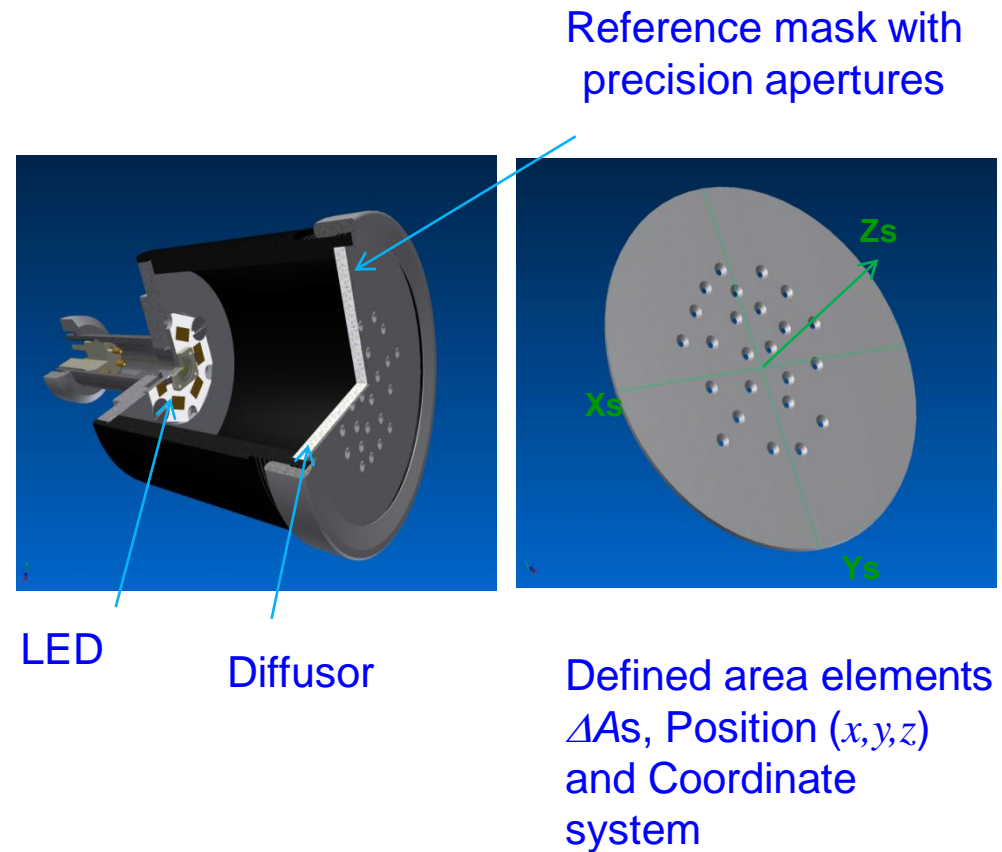 Reference mask with
precision apertures
Zs
Xs
Ys
LED
Diffusor
Defined area elements
ΔAs, Position (x,y,z)
and Coordinate
system